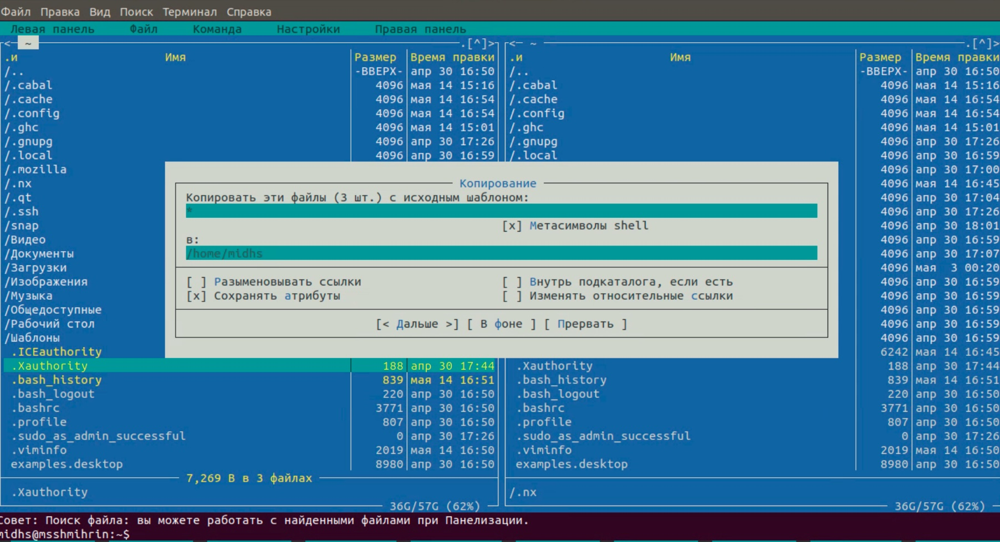 Файл Правка Вид Поиск Терминал Справка
Левая панель Файл Команда Настройки Правая панель
<— ~ .[^]> <— ~ .[^]>
.и Имя Размер Время правки .и Имя Размер Время правки
/.. -ВВЕРХ- апр 30 16:50 /.. -ВВЕРХ- апр 30 16:50
/.cabal 4096 мая 14 15:16 /.cabal 4096 мая 14 15:16
/.cache 4096 мая 14 16:54 /.cache 4096 мая 14 16:54
/.config 4096 мая 14 16:54 /.config 4096 мая 14 16:54
/.ghc 4096 мая 14 15:01 /.ghc 4096 мая 14 15:01
/.gnupg 4096 апр 30 17:26 /.gnupg 4096 апр 30 17:26
/.local 4096 апр 30 16:59 /.local 4096 апр 30 16:59
/.mozilla 4096 апр 30 17:00
/.nx Копирование 4096 мая 14 16:45
/.qt Копировать эти файлы (3 шт.) с исходным шаблоном: 4096 апр 30 17:04
/.ssh * 4096 апр 30 17:26
/snap [x] Метасимволы shell 4096 апр 30 18:01
/Видео в: 4096 апр 30 16:59
/Документы /home/midhs 4096 апр 30 17:07
/Загрузки 4096 мая 3 00:20
/Изображения [ ] Разыменовывать ссылки [ ] Внутрь подкаталога, если есть 4096 апр 30 16:59
/Музыка [x] Сохранять атрибуты [ ] Изменять относительные ссылки 4096 апр 30 16:59
/Общедоступные 4096 апр 30 16:59
/Рабочий стол [< Дальше >] [ В фоне ] [ Прервать ] 4096 апр 30 16:59
/Шаблоны 4096 апр 30 16:59
.ICEauthority 6242 мая 14 16:45
.Xauthority 188 апр 30 17:44 .Xauthority 188 апр 30 17:44
.bash_history 839 мая 14 16:51 .bash_history 839 мая 14 16:51
.bash_logout 220 апр 30 16:50 .bash_logout 220 апр 30 16:50
.bashrc 3771 апр 30 16:50 .bashrc 3771 апр 30 16:50
.profile 807 апр 30 16:50 .profile 807 апр 30 16:50
.sudo_as_admin_successful 0 апр 30 17:26 .sudo_as_admin_successful 0 апр 30 17:26
.viminfo 2019 мая 14 16:50 .viminfo 2019 мая 14 16:50
examples.desktop 8980 апр 30 16:50 examples.desktop 8980 апр 30 16:50
7,269 B в 3 файлах
.Xauthority /.nx
36G/57G (62%) 36G/57G (62%)
Совет: Поиск файла: вы можете работать с найденными файлами при Панелизации.
midhs@msshmihrin:~$